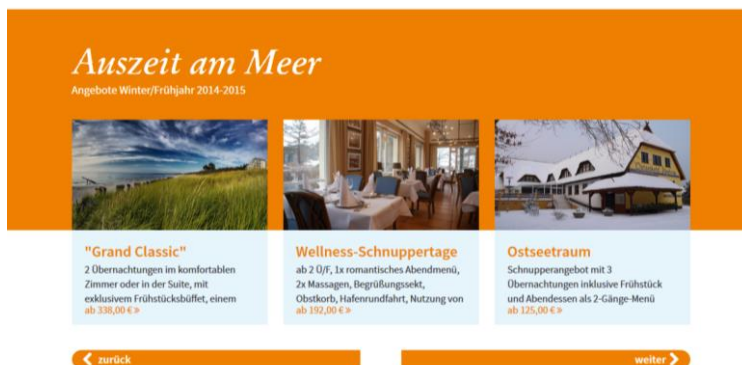 Auszeit am Meer
Angebote Winter/Frühjahr 2014-2015
"Grand Classic"
2 Übernachtungen im komfortablen
Zimmer oder in der Suite, mit
exklusivem Frühstücksbüffet, einem
ab 338,00 € »
Wellness-Schnuppertage
ab 2 Ü/F, 1x romantisches Abendmenü,
2x Massagen, Begrüßungssekt,
Obstkorb, Hafenrundfahrt, Nutzung von
ab 192,00 € »
Ostseetraum
Schnupperangebot mit 3
Übernachtungen inklusive Frühstück
und Abendessen als 2-Gänge-Menü
ab 125,00 € »
zurück
weiter